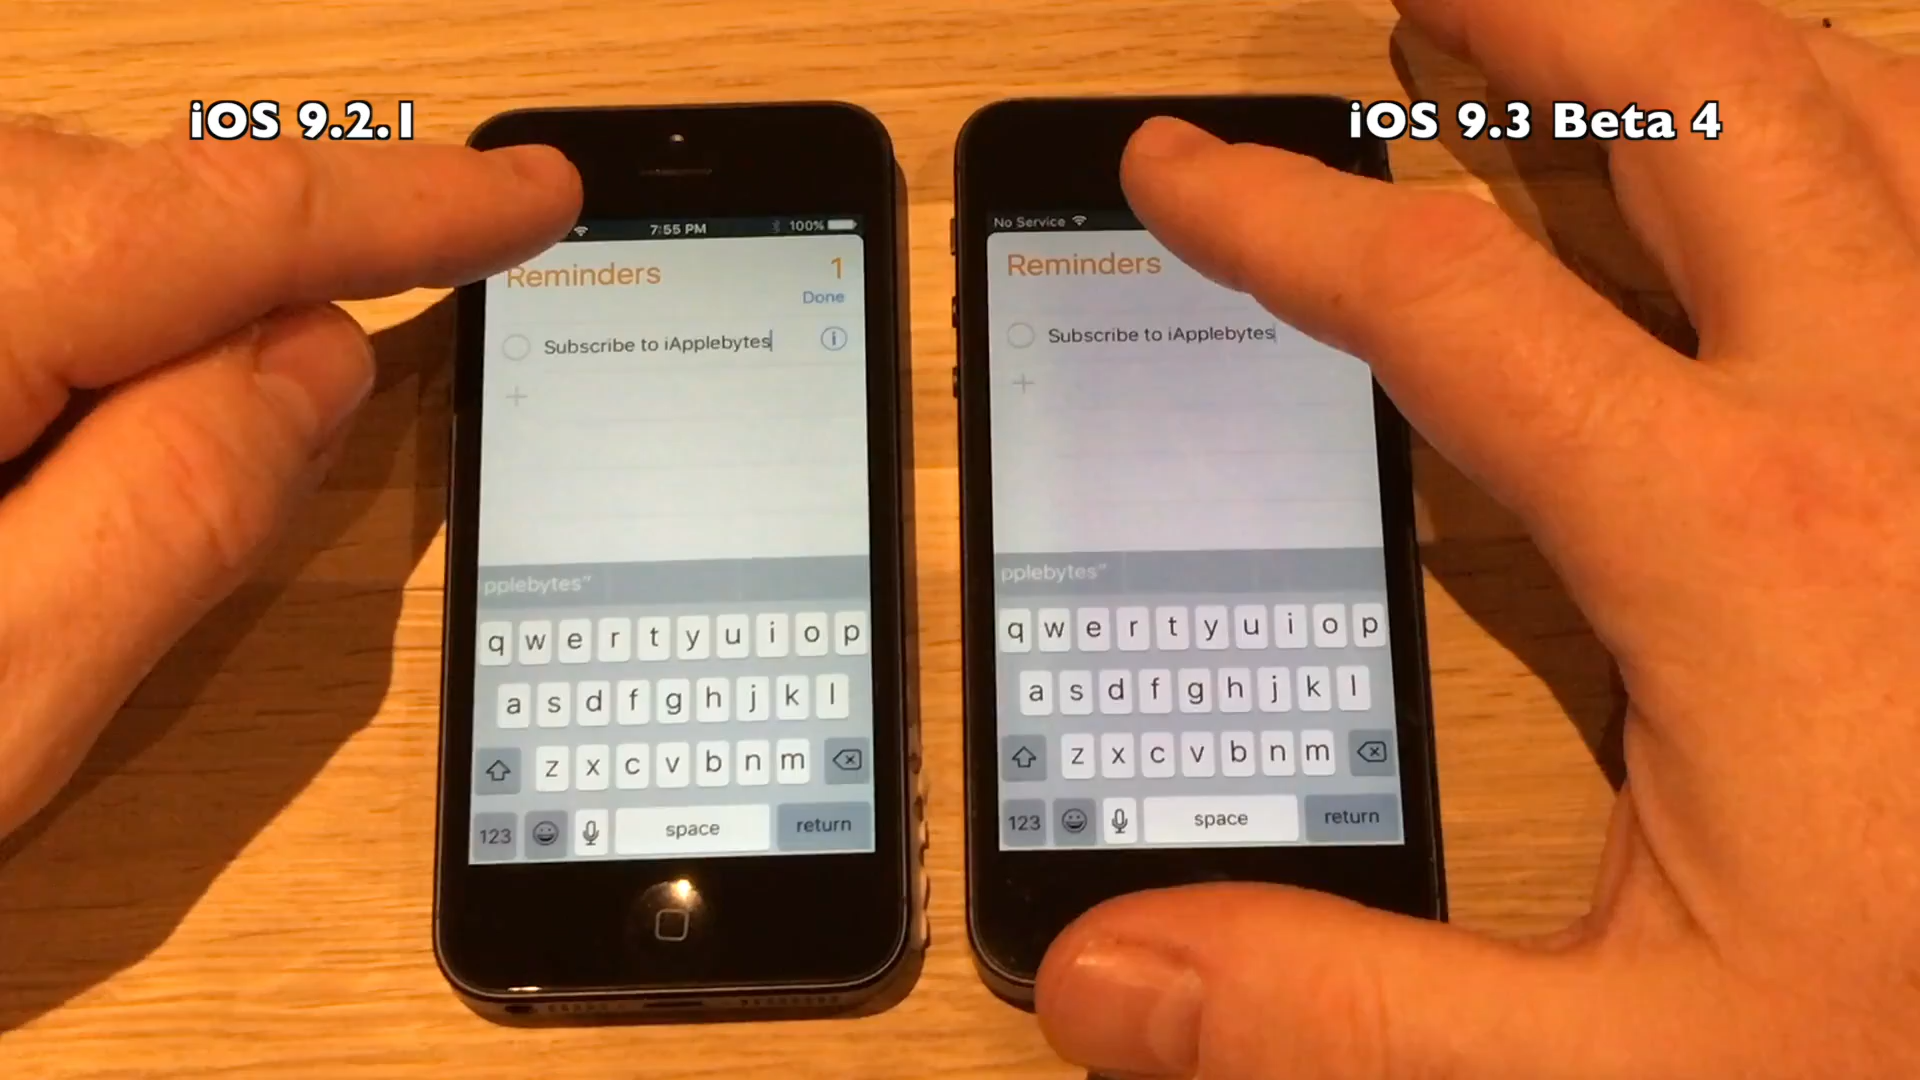 iOS 9.2.1
iOS 9.3 Beta 4
7:55 PM
100%
Reminders
1
Done
Subscribe to iApplebytes
pplebytes"
q w e r t y u i o p
a s d f g h j k l
z x c v b n m
123
space
return
No Service
Reminders
Subscribe to iApplebytes
pplebytes"
q w e r t y u i o p
a s d f g h j k l
z x c v b n m
123
space
return